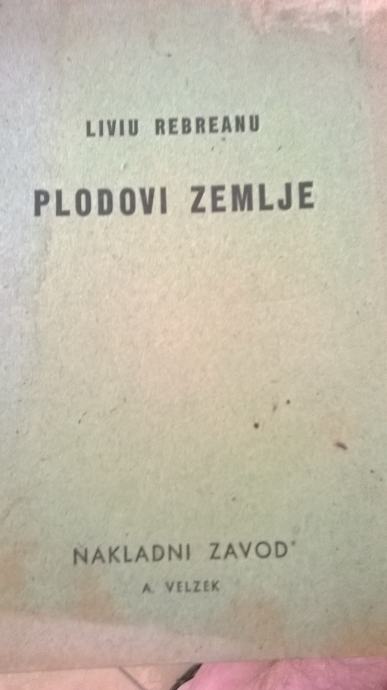 LIVIU REBREANU
PLODOVI ZEMLJE
NAKLADNI ZAVOD
A. VELZEK